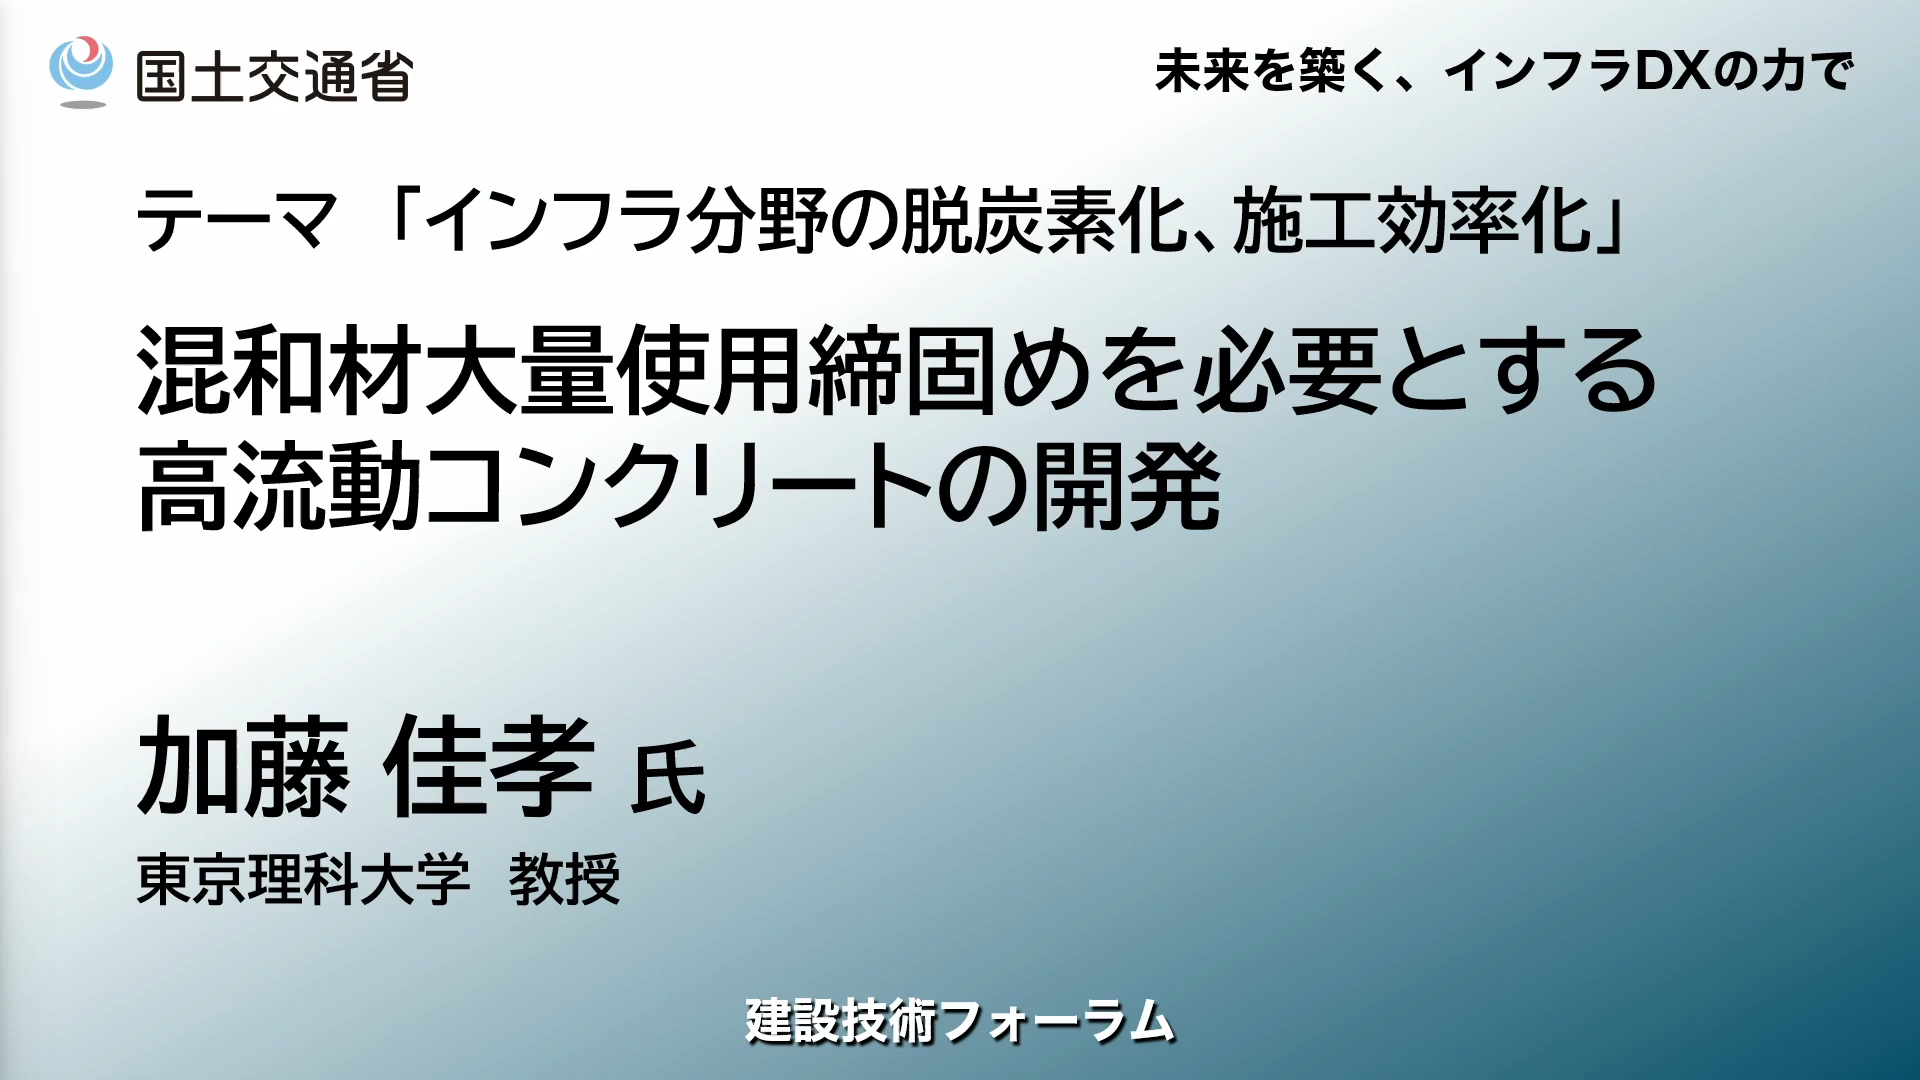 国土交通省
未来を築く、インフラDXの力で
テーマ「インフラ分野の脱炭素化、施工効率化」
混和材大量使用締固めを必要とする
高流動コンクリートの開発
加藤 佳孝 氏
東京理科大学 教授
建設技術フォーラム